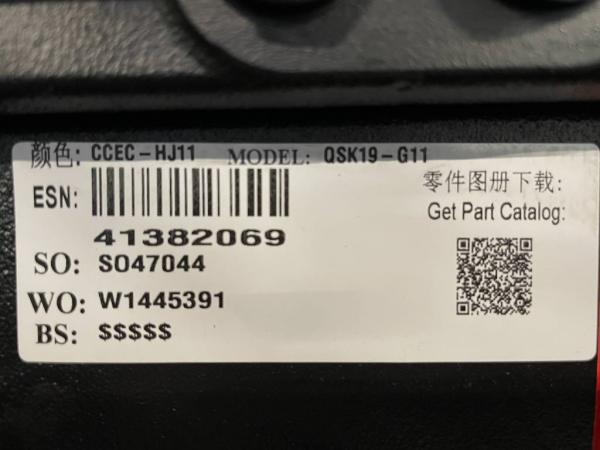 颜色: CCEC-HJ11 MODEL: QSK19-G11
ESN:
41382069
零件图册下载:
Get Part Catalog:
SO: SO47044
WO: W1445391
BS: $$$$$